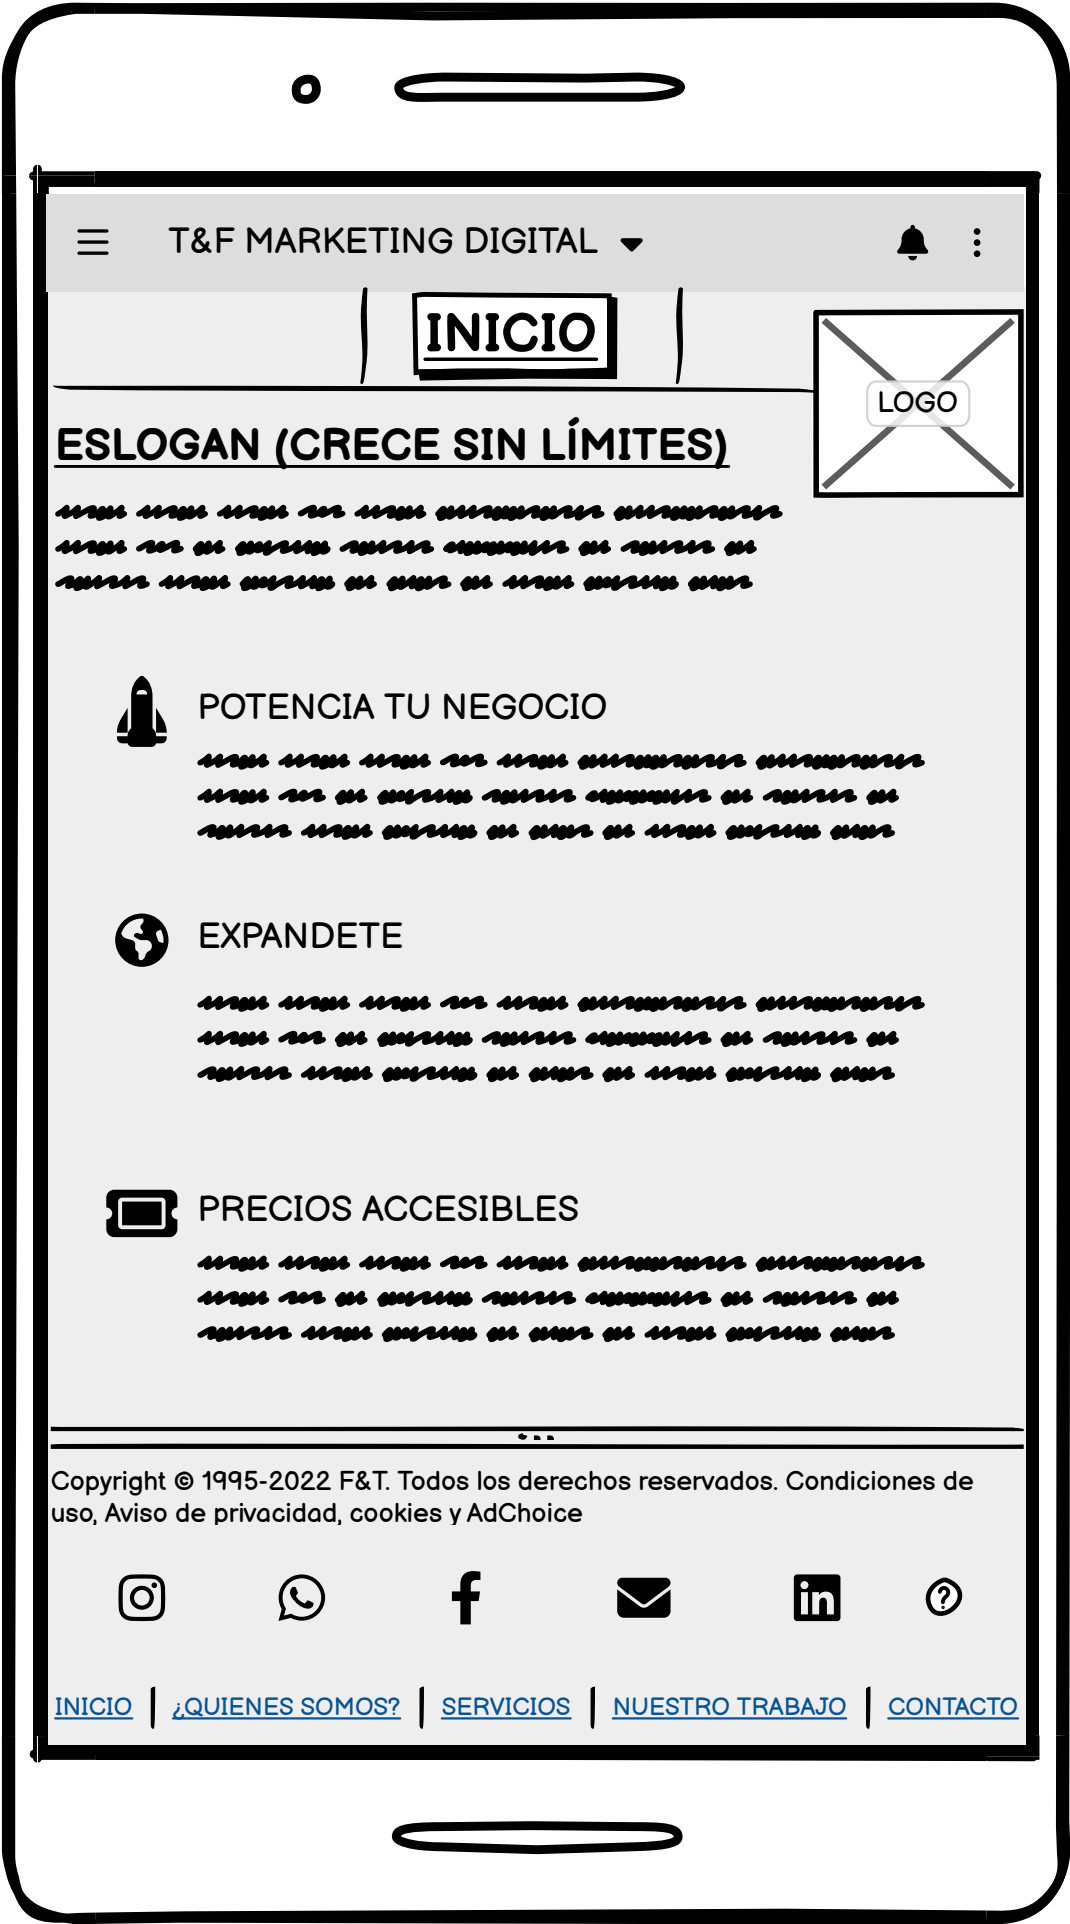 T&F MARKETING DIGITAL
INICIO
LOGO
ESLOGAN (CRECE SIN LÍMITES)
POTENCIA TU NEGOCIO
EXPANDETE
PRECIOS ACCESIBLES
Copyright © 1995-2022 F&T. Todos los derechos reservados. Condiciones de
uso, Aviso de privacidad, cookies y AdChoice
INICIO | ¿QUIENES SOMOS? | SERVICIOS | NUESTRO TRABAJO | CONTACTO